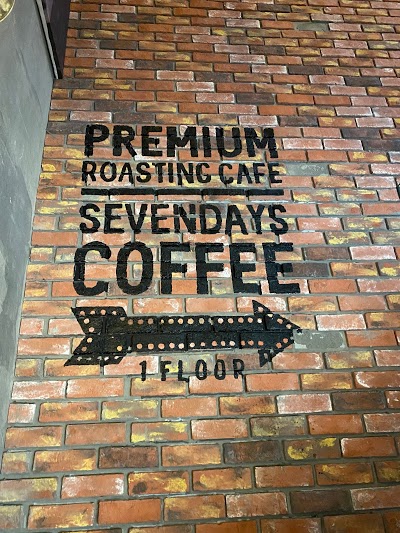 PREMIUM
ROASTING CAFE
SEVENDAYS
COFFEE
1 FLOOR